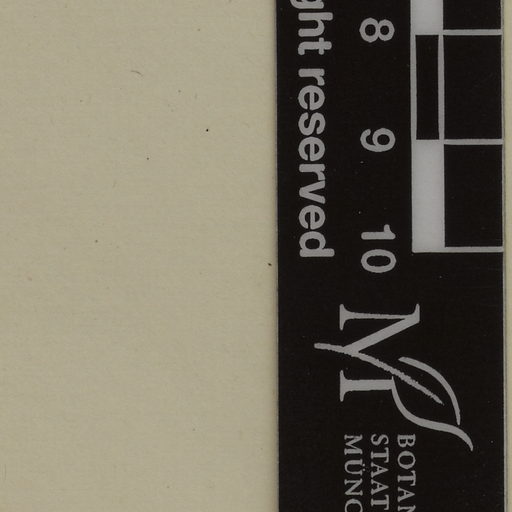 ght reserved
8
9
10
M
BOTAN
STAAT
MÜNC